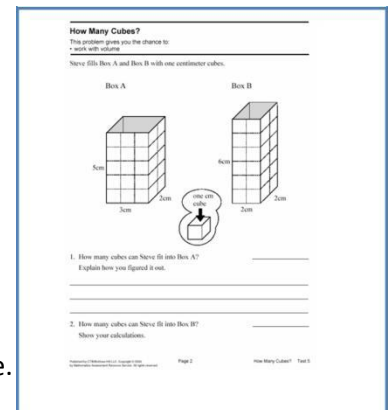 How Many Cubes?
This problem gives you the chance to:
• work with volume
Steve fills Box A and Box B with one centimeter cubes.
Box A Box B
5cm
6cm
2cm
2cm
3cm
2cm
one cm
cube
1. How many cubes can Steve fit into Box A?
Explain how you figured it out.
2. How many cubes can Steve fit into Box B?
Show your calculations.
e.
Page 2 How Many Cubes? Test 5